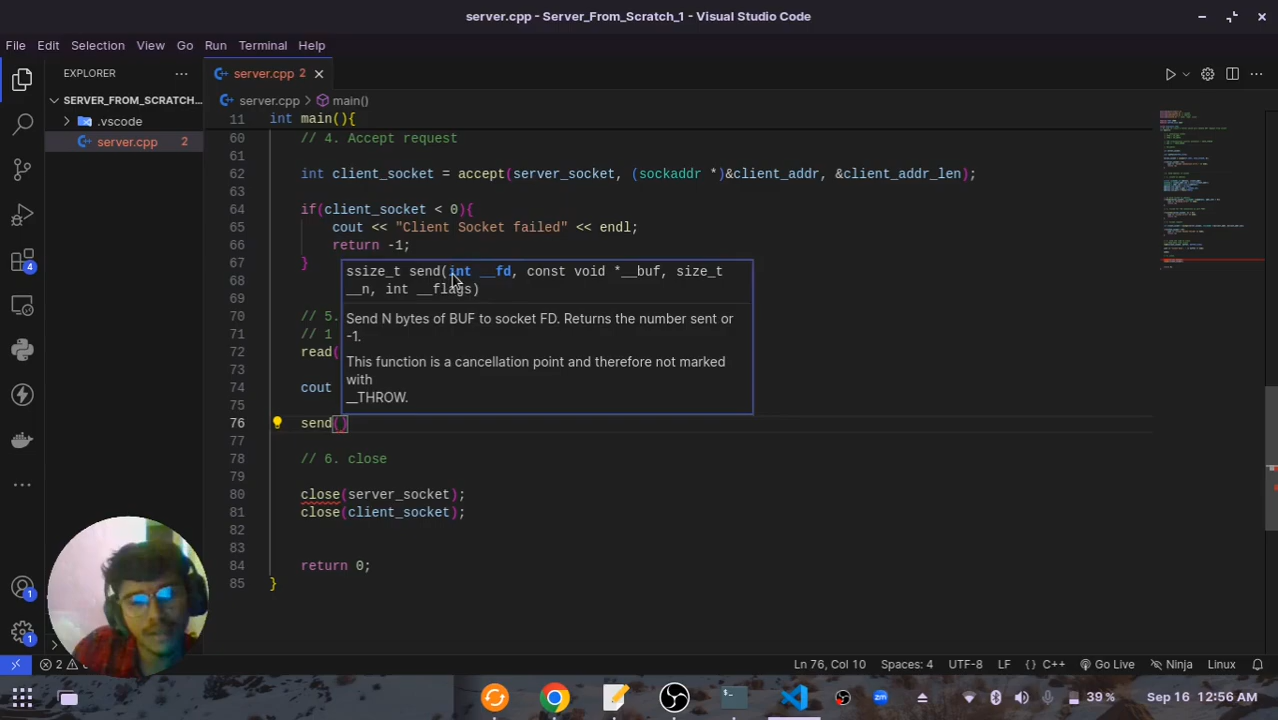 server.cpp - Server_From_Scratch_1 - Visual Studio Code
File Edit Selection View Go Run Terminal Help
EXPLORER
SERVER_FROM_SCRATCH...
.vscode
server.cpp 2
server.cpp 2
server.cpp > main()
11 int main(){
60 // 4. Accept request
61
62 int client_socket = accept(server_socket, (sockaddr *)&client_addr, &client_addr_len);
63
64 if(client_socket < 0){
65 cout << "Client Socket failed" << endl;
66 return -1;
67 }
68
69
70 // 5.
71 // 1
72 read(
73
74 cout
75
76 send()
77
78 // 6. close
79
80 close(server_socket);
81 close(client_socket);
82
83
84 return 0;
85 }
ssize_t send(int __fd, const void *__buf, size_t
__n, int __flags)
Send N bytes of BUF to socket FD. Returns the number sent or
-1.
This function is a cancellation point and therefore not marked
with
__THROW.
4
1
1
2
Ln 76, Col 10 Spaces: 4 UTF-8 LF {} C++ Go Live Ninja Linux
zm
39 % Sep 16 12:56 AM